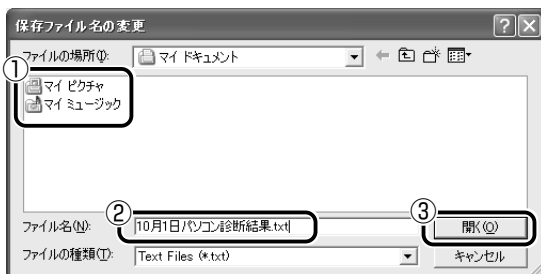 保存ファイル名の変更
ファイルの場所(I):
マイ ドキュメント
①
マイ ピクチャ
マイ ミュージック
②
③
ファイル名(N):
10月1日パソコン診断結果.txt
開く(O)
ファイルの種類(T):
Text Files (*.txt)
キャンセル